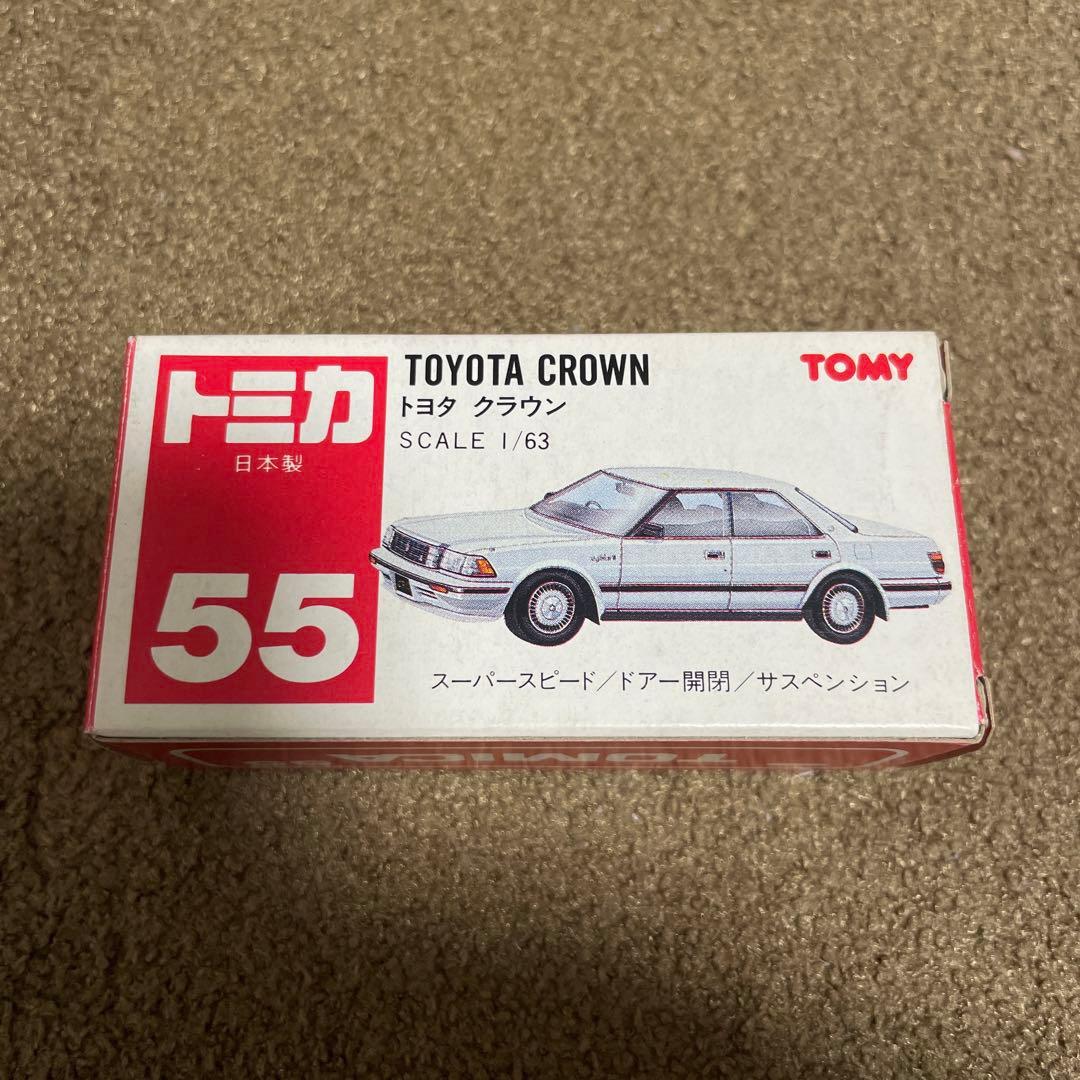 トミカ
日本製
55
TOYOTA CROWN
トヨタ クラウン
SCALE 1/63
TOMY
スーパースピード/ドアー開閉/サスペンション
TOMICA